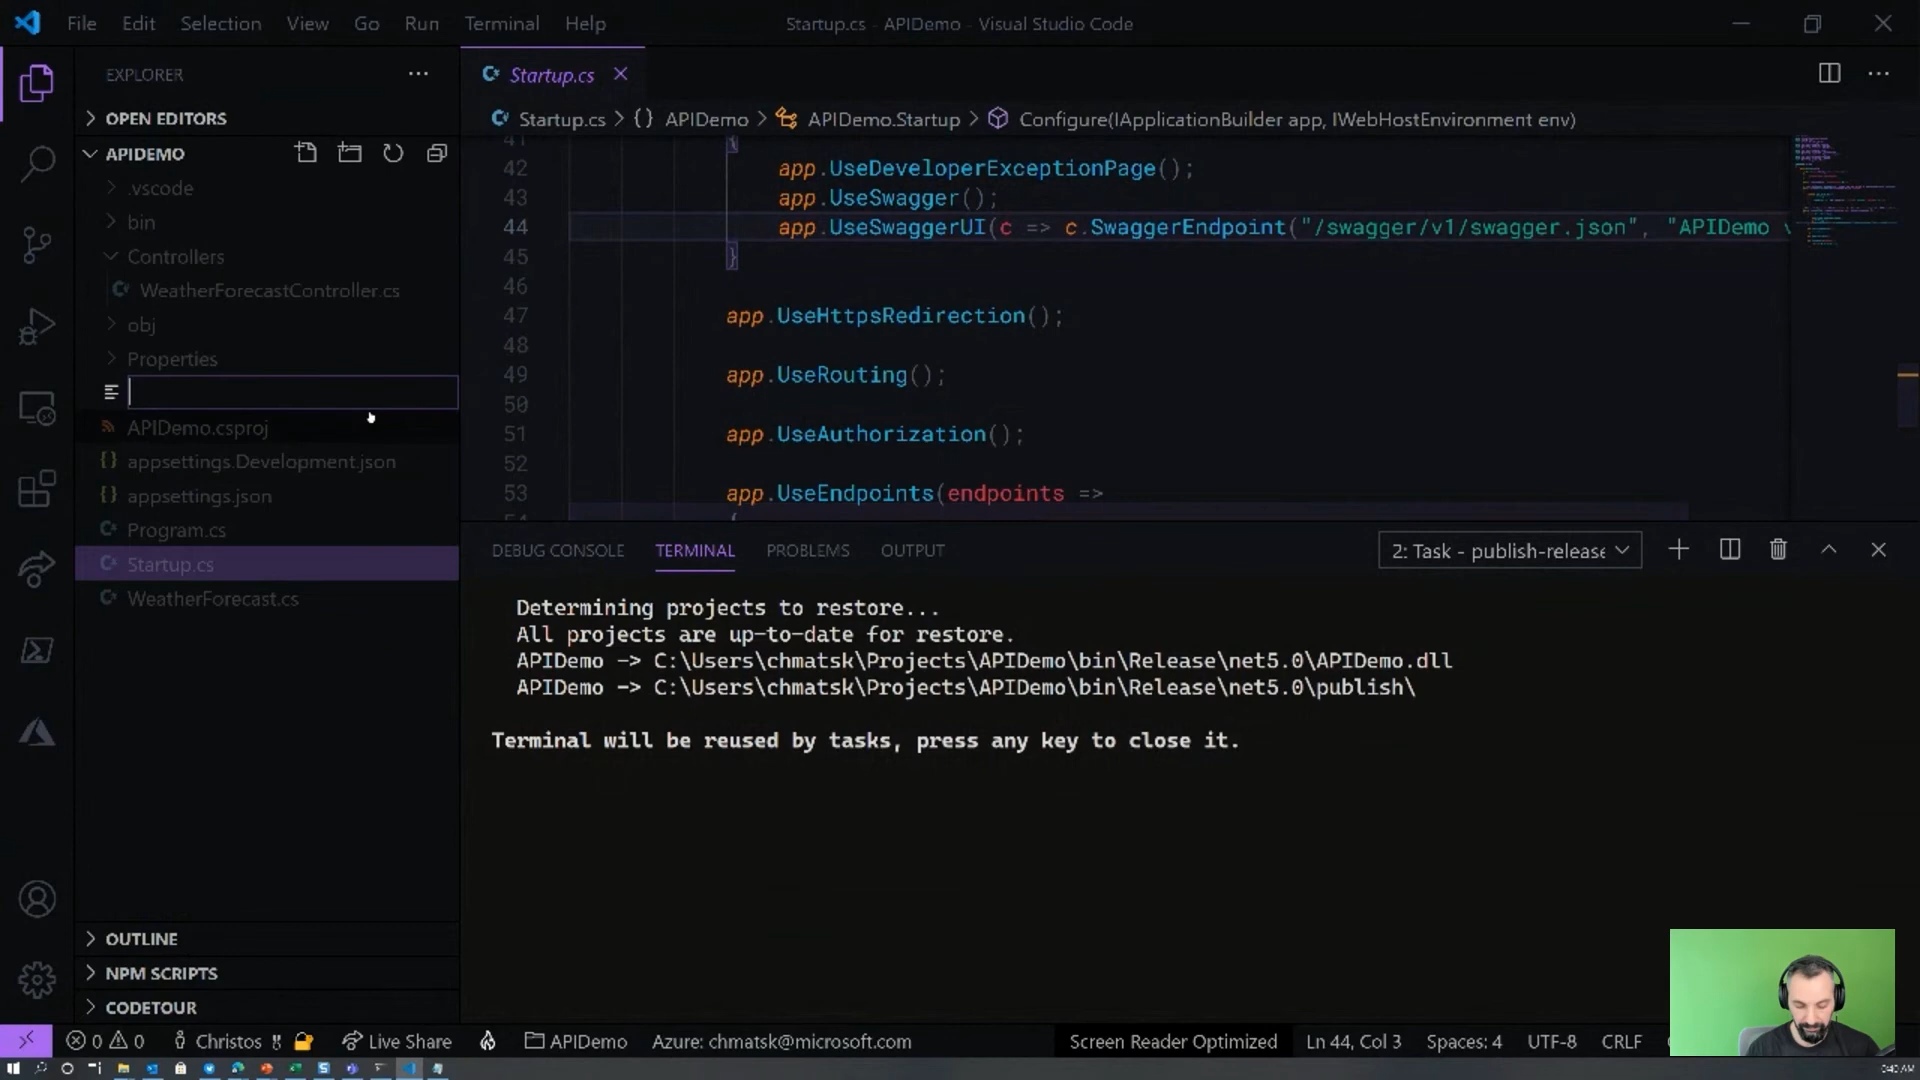 File Edit Selection View Go Run Terminal Help
Startup.cs - APIDemo - Visual Studio Code
EXPLORER
OPEN EDITORS
APIDEMO
.vscode
bin
Controllers
WeatherForecastController.cs
obj
Properties
APIDemo.csproj
appsettings.Development.json
appsettings.json
Program.cs
Startup.cs
WeatherForecast.cs
OUTLINE
NPM SCRIPTS
CODETOUR
Startup.cs
Startup.cs > {} APIDemo > APIDemo.Startup > Configure(IApplicationBuilder app, IWebHostEnvironment env)
41 {
42 app.UseDeveloperExceptionPage();
43 app.UseSwagger();
44 app.UseSwaggerUI(c => c.SwaggerEndpoint("/swagger/v1/swagger.json", "APIDemo v
45 }
46
47 app.UseHttpsRedirection();
48
49 app.UseRouting();
50
51 app.UseAuthorization();
52
53 app.UseEndpoints(endpoints =>
54 {
DEBUG CONSOLE TERMINAL PROBLEMS OUTPUT
2: Task - publish-release
Determining projects to restore...
All projects are up-to-date for restore.
APIDemo -> C:\Users\chmatsk\Projects\APIDemo\bin\Release\net5.0\APIDemo.dll
APIDemo -> C:\Users\chmatsk\Projects\APIDemo\bin\Release\net5.0\publish\
Terminal will be reused by tasks, press any key to close it.
0 0 Christos Live Share APIDemo Azure: chmatsk@microsoft.com Screen Reader Optimized Ln 44, Col 3 Spaces: 4 UTF-8 CRLF